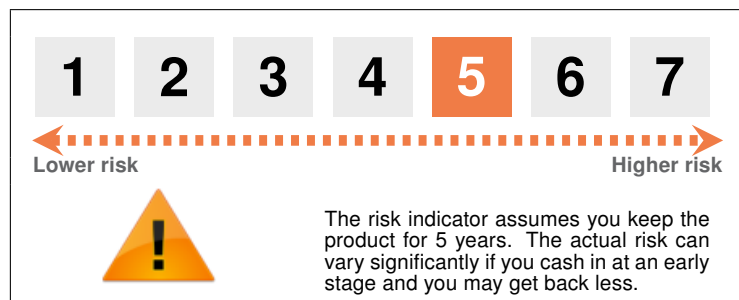 1 2 3 4 5 6 7
Lower risk Higher risk
!
The risk indicator assumes you keep the
product for 5 years. The actual risk can
vary significantly if you cash in at an early
stage and you may get back less.